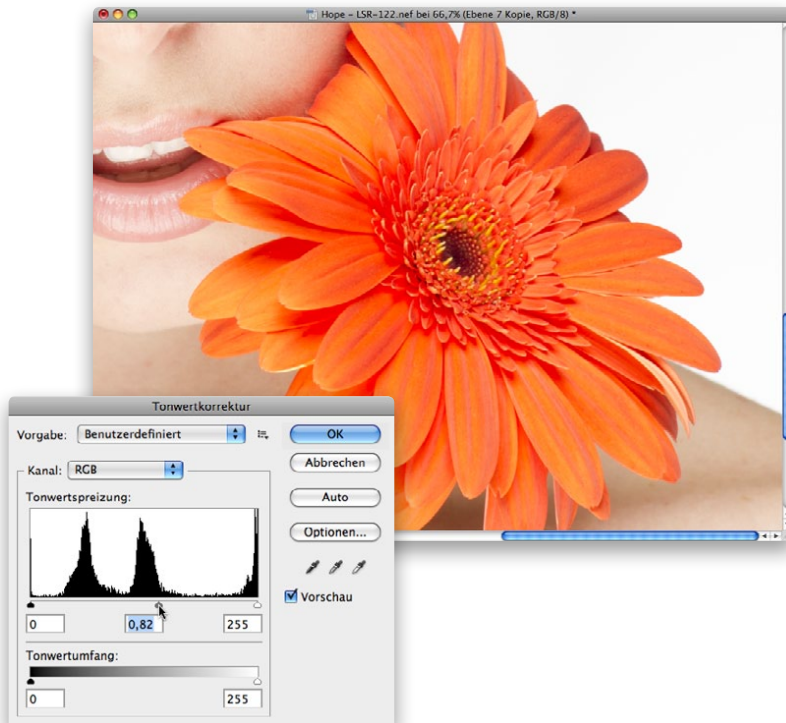 Hope – LSR-122.nef bei 66,7% (Ebene 7 Kopie, RGB/8) *
Tonwertkorrektur
Vorgabe: Benutzerdefiniert
OK
Kanal: RGB
Abbrechen
Tonwertspreizung:
Auto
Optionen...
Vorschau
0 0,82 255
Tonwertumfang:
0 255